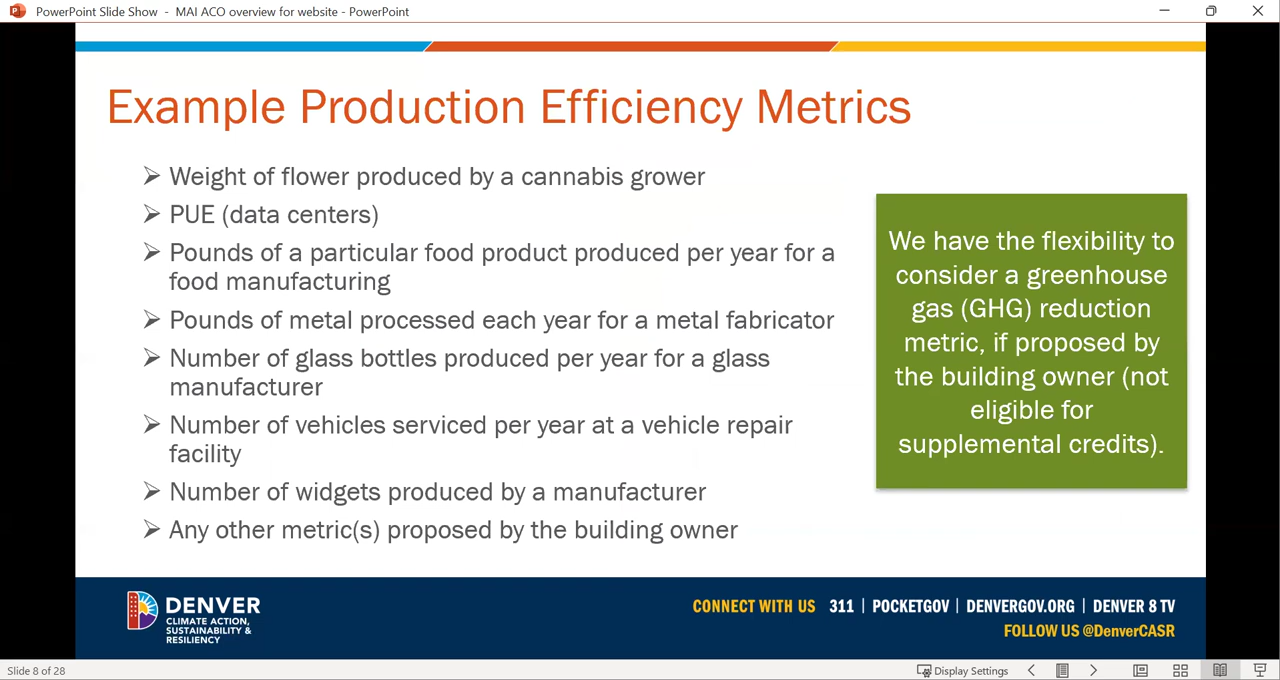 PowerPoint Slide Show - MAI ACO overview for website - PowerPoint
Example Production Efficiency Metrics
Weight of flower produced by a cannabis grower
PUE (data centers)
Pounds of a particular food product produced per year for a
food manufacturing
Pounds of metal processed each year for a metal fabricator
Number of glass bottles produced per year for a glass
manufacturer
Number of vehicles serviced per year at a vehicle repair
facility
Number of widgets produced by a manufacturer
Any other metric(s) proposed by the building owner
We have the flexibility to
consider a greenhouse
gas (GHG) reduction
metric, if proposed by
the building owner (not
eligible for
supplemental credits).
DENVER
CLIMATE ACTION,
SUSTAINABILITY &
RESILIENCY
CONNECT WITH US 311 | POCKETGOV | DENVERGOV.ORG | DENVER 8 TV
FOLLOW US @DenverCASR
Slide 8 of 28
Display Settings